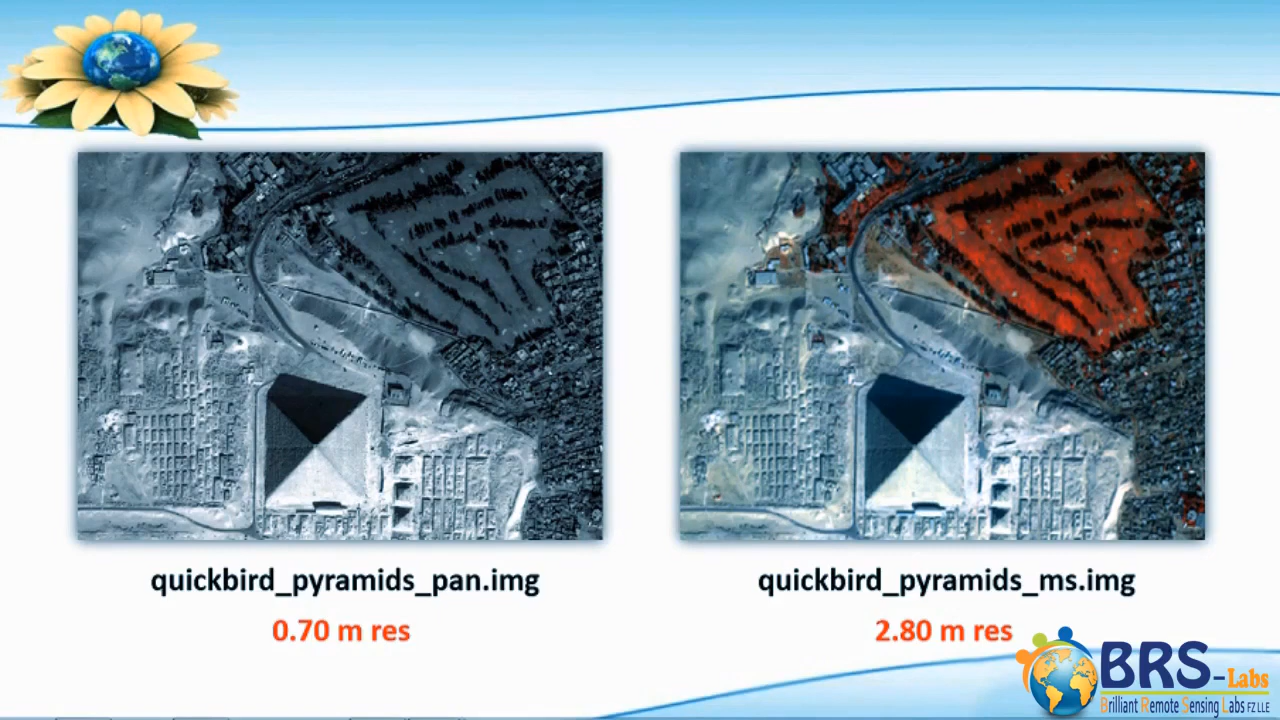 quickbird_pyramids_pan.img
0.70 m res
quickbird_pyramids_ms.img
2.80 m res
BRS-Labs
Brilliant Remote Sensing Labs FZ LLE